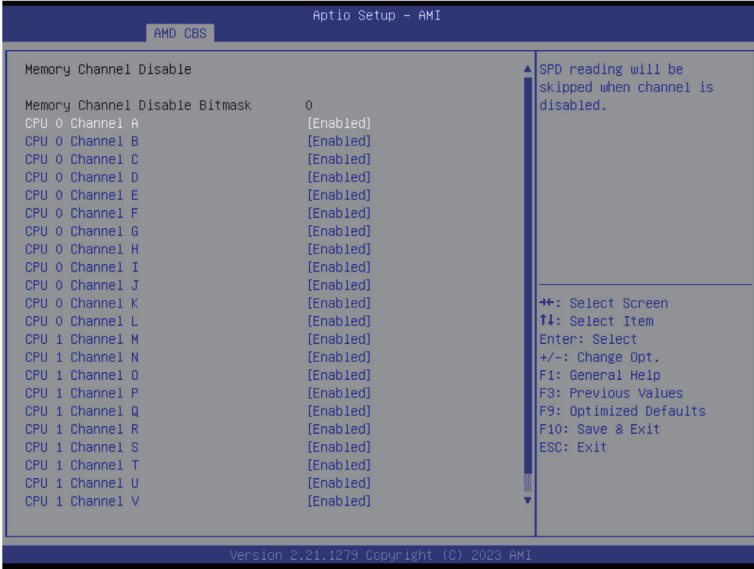 Aptio Setup – AMI
AMD CBS
Memory Channel Disable
Memory Channel Disable Bitmask 0
CPU 0 Channel A [Enabled]
CPU 0 Channel B [Enabled]
CPU 0 Channel C [Enabled]
CPU 0 Channel D [Enabled]
CPU 0 Channel E [Enabled]
CPU 0 Channel F [Enabled]
CPU 0 Channel G [Enabled]
CPU 0 Channel H [Enabled]
CPU 0 Channel I [Enabled]
CPU 0 Channel J [Enabled]
CPU 0 Channel K [Enabled]
CPU 0 Channel L [Enabled]
CPU 1 Channel M [Enabled]
CPU 1 Channel N [Enabled]
CPU 1 Channel O [Enabled]
CPU 1 Channel P [Enabled]
CPU 1 Channel Q [Enabled]
CPU 1 Channel R [Enabled]
CPU 1 Channel S [Enabled]
CPU 1 Channel T [Enabled]
CPU 1 Channel U [Enabled]
CPU 1 Channel V [Enabled]
SPD reading will be
skipped when channel is
disabled.
→←: Select Screen
↑↓: Select Item
Enter: Select
+/-: Change Opt.
F1: General Help
F3: Previous Values
F9: Optimized Defaults
F10: Save & Exit
ESC: Exit
Version 2.21.1279 Copyright (C) 2023 AMI